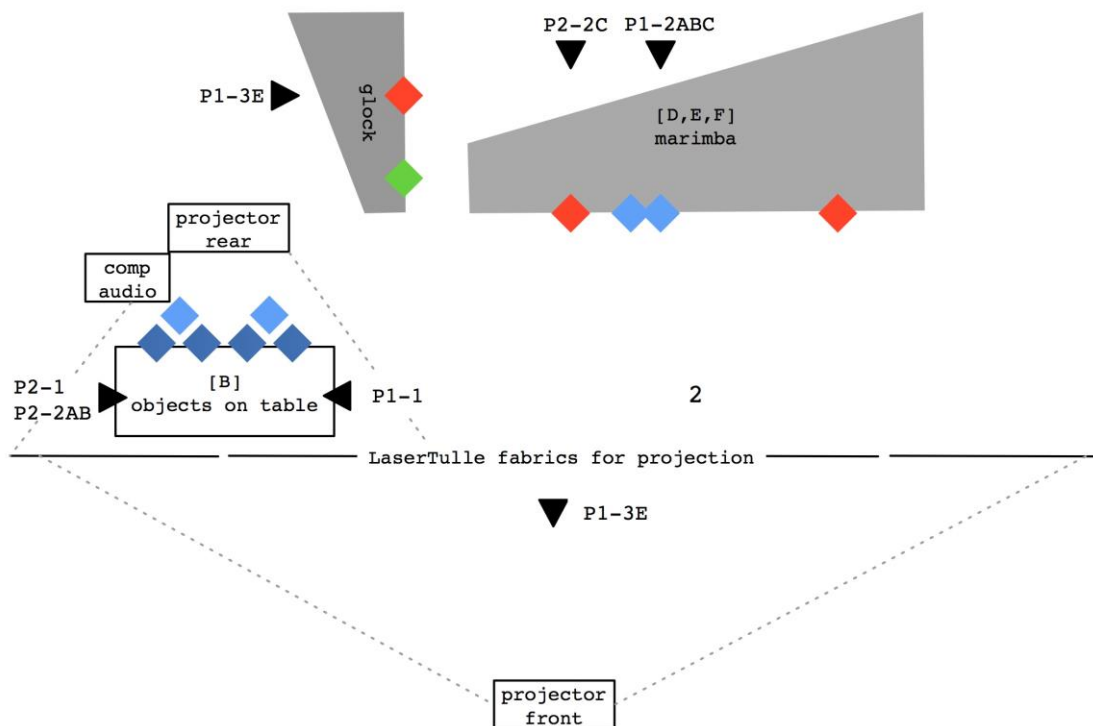 P2-2C
P1-2ABC
P1-3E
glock
[D,E,F]
marimba
projector
rear
comp
audio
[B]
P2-1
P2-2AB
objects on table
P1-1
2
LaserTulle fabrics for projection
P1-3E
projector
front